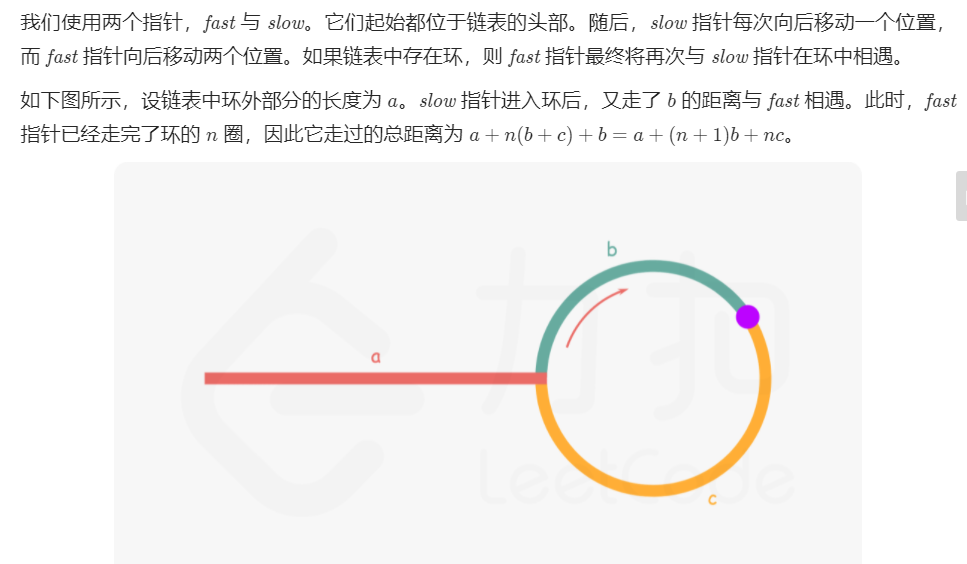 我们使用两个指针，fast 与 slow。它们起始都位于链表的头部。随后，slow 指针每次向后移动一个位置，
而 fast 指针向后移动两个位置。如果链表中存在环，则 fast 指针最终将再次与 slow 指针在环中相遇。
如下图所示，设链表中环外部分的长度为 a。slow 指针进入环后，又走了 b 的距离与 fast 相遇。此时，fast
指针已经走完了环的 n 圈，因此它走过的总距离为 a + n(b + c) + b = a + (n + 1)b + nc。
b
a
力扣
LeetCode
c